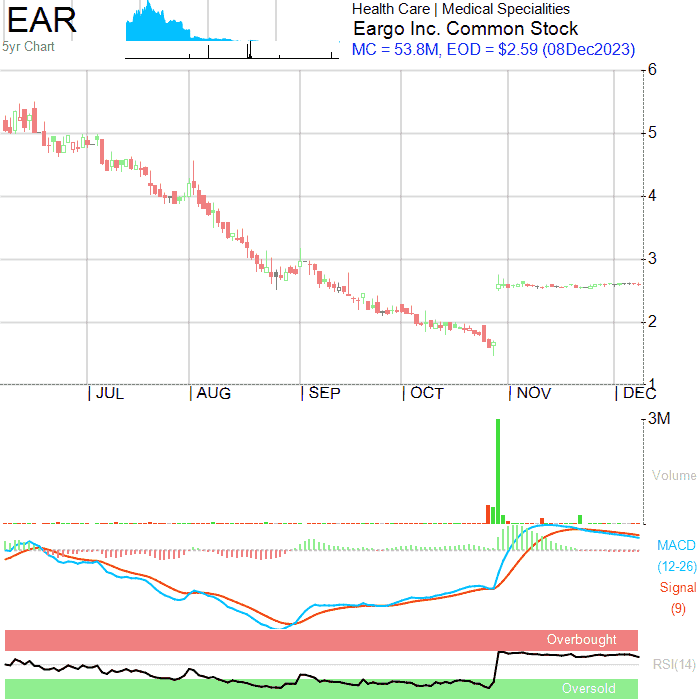 EAR
5yr Chart
Health Care | Medical Specialities
Eargo Inc. Common Stock
MC = 53.8M, EOD = $2.59 (08Dec2023)
6
5
4
3
2
1
JUL AUG SEP OCT NOV DEC
3M
Volume
MACD
(12-26)
Signal
(9)
Overbought
RSI(14)
Oversold